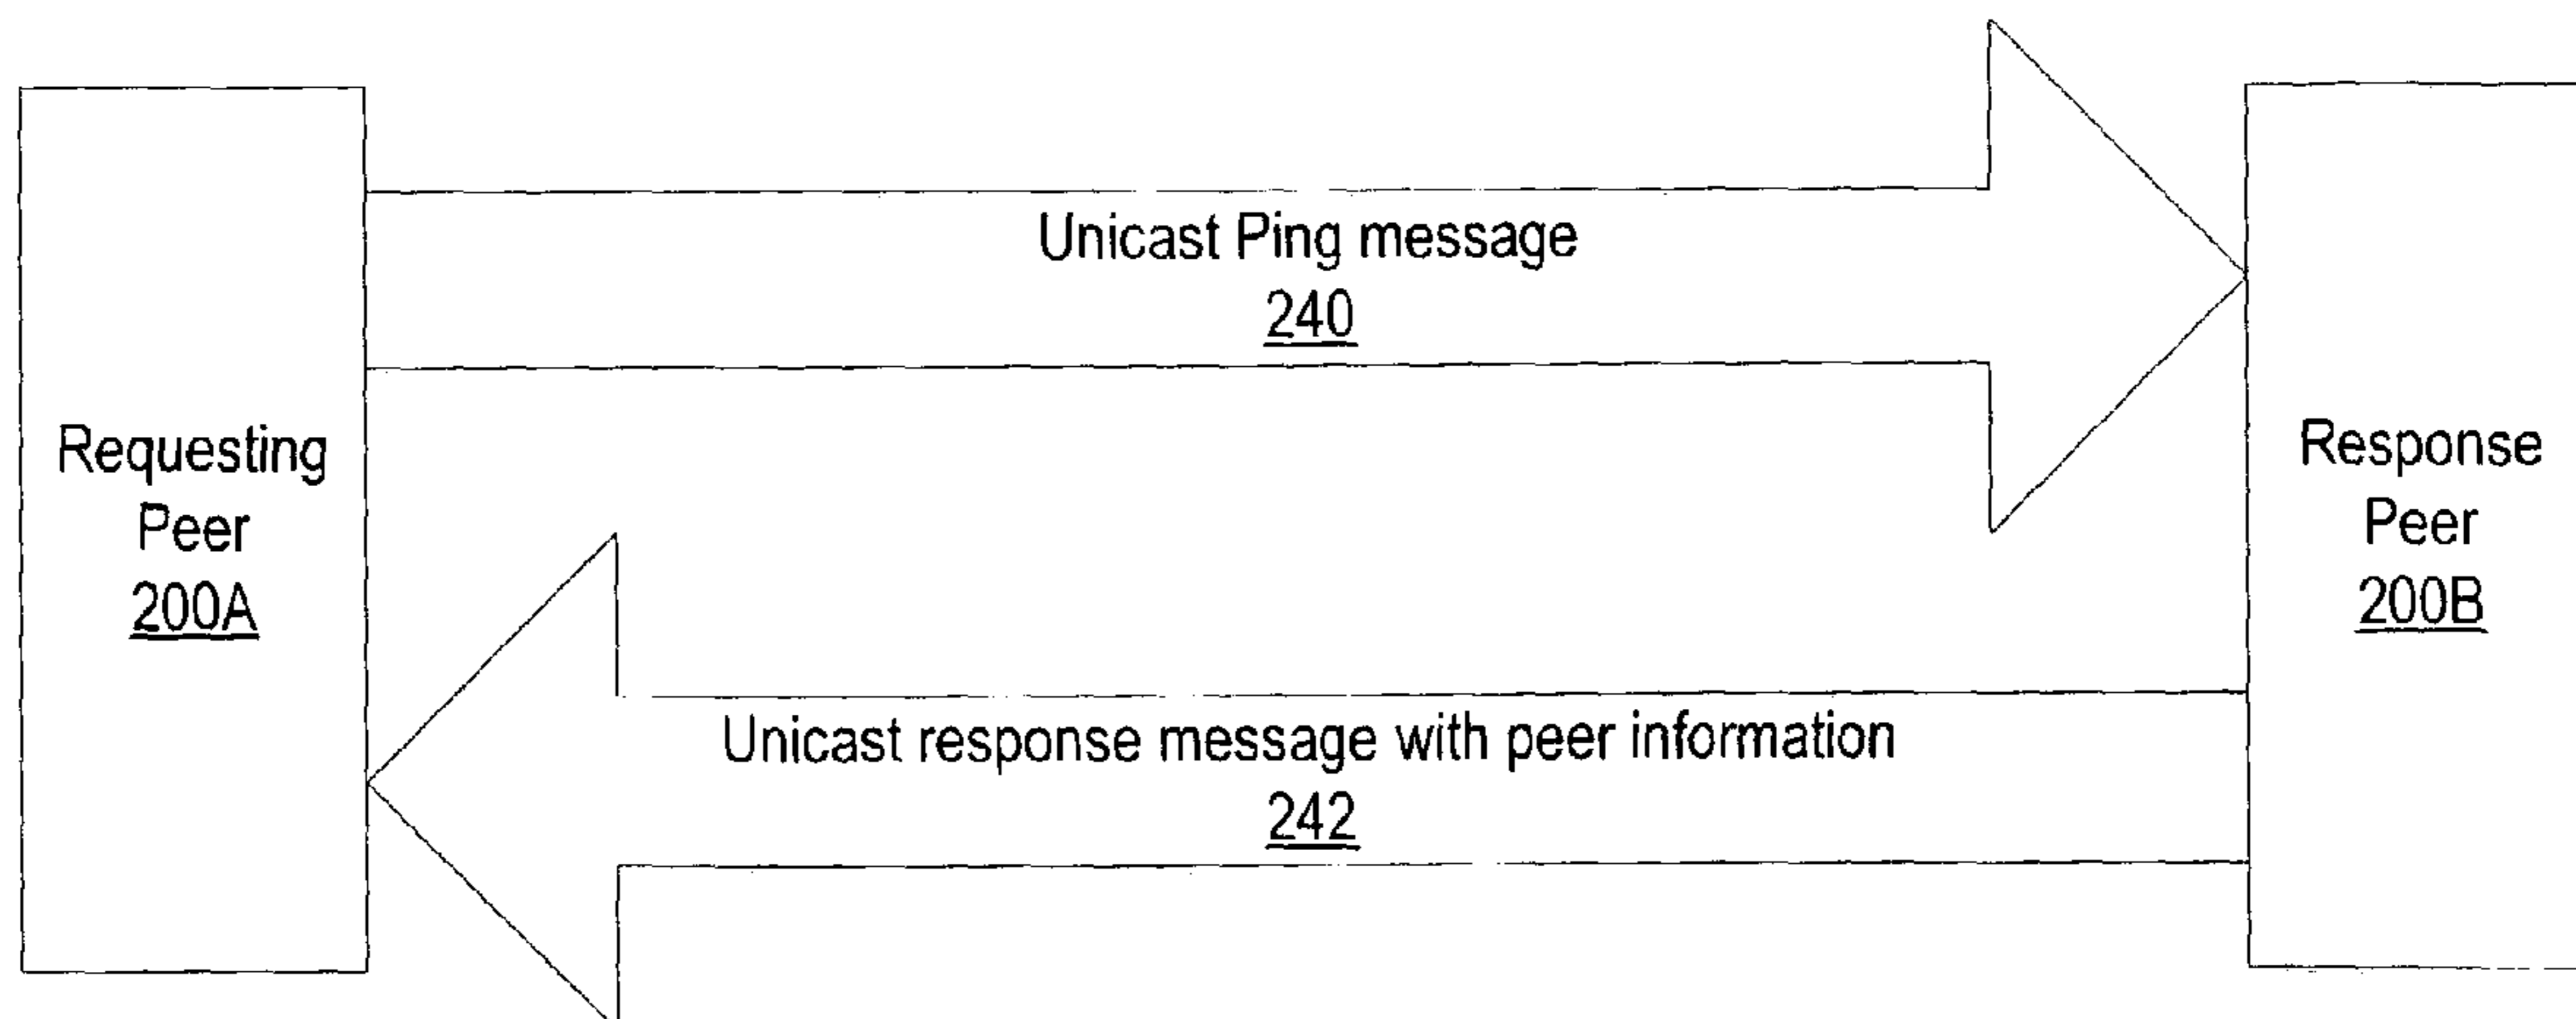 Unicast Ping message
240
Requesting
Peer
200A
Response
Peer
200B
Unicast response message with peer information
242